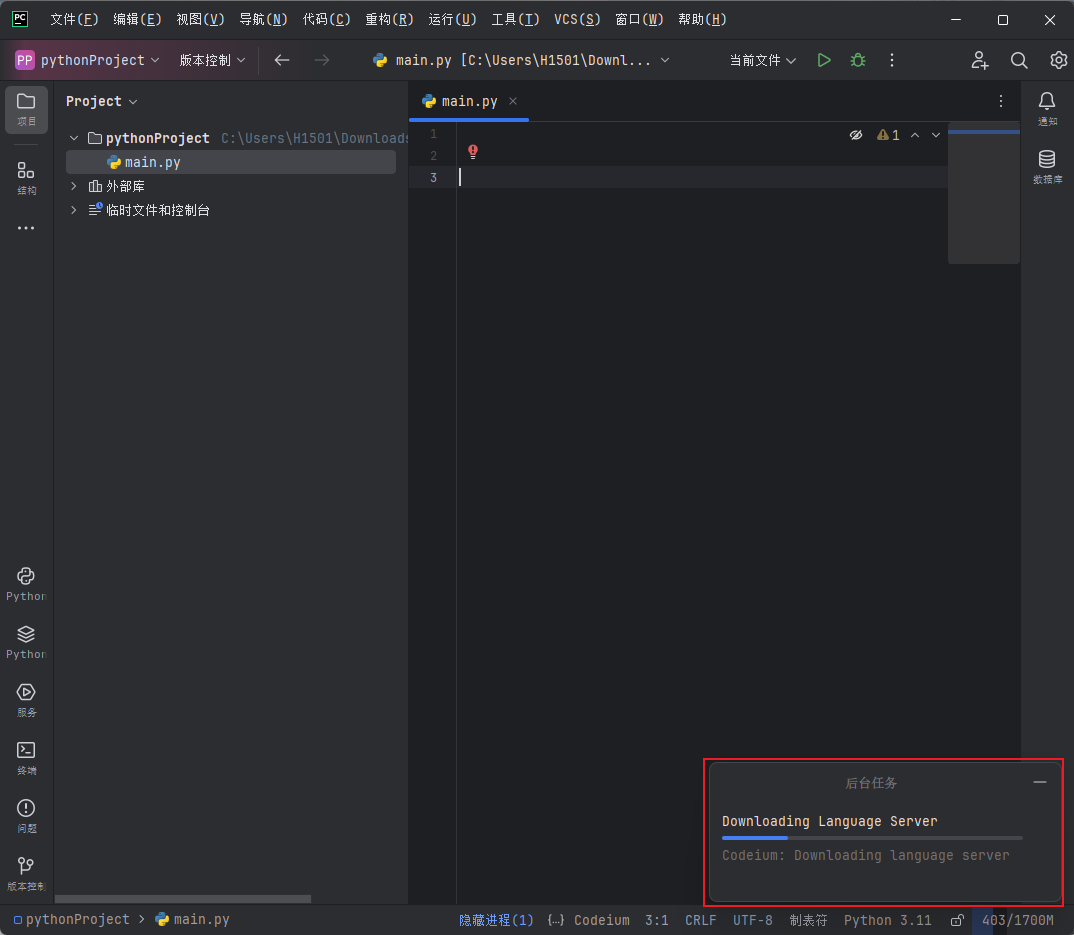 PC 文件(F) 编辑(E) 视图(V) 导航(N) 代码(C) 重构(R) 运行(U) 工具(T) VCS(S) 窗口(W) 帮助(H)
PP pythonProject 版本控制 main.py [C:\Users\H1501\Downl... 当前文件
项目
结构
Project
pythonProject C:\Users\H1501\Downloads
main.py
外部库
临时文件和控制台
main.py
1
2
3
1
通知
数据库
Python
Python
服务
终端
问题
版本控制
后台任务
Downloading Language Server
Codeium: Downloading language server
pythonProject > main.py 隐藏进程(1) {…} Codeium 3:1 CRLF UTF-8 制表符 Python 3.11 403/1700M